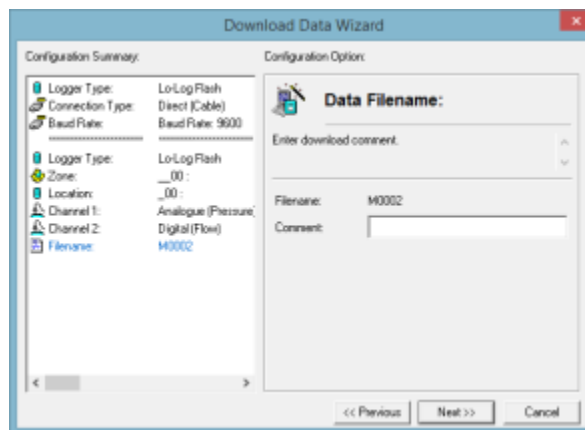 Download Data Wizard
Configuration Summary:
Configuration Option:
Logger Type: Lo-Log Flash
Connection Type: Direct (Cable)
Baud Rate: Baud Rate: 9600
Logger Type: Lo-Log Flash
Zone: __00 :
Location: _00 :
Channel 1: Analogue (Pressure)
Channel 2: Digital (Flow)
Filename: M0002
Data Filename:
Enter download comment.
Filename: M0002
Comment:
<< Previous
Next >>
Cancel